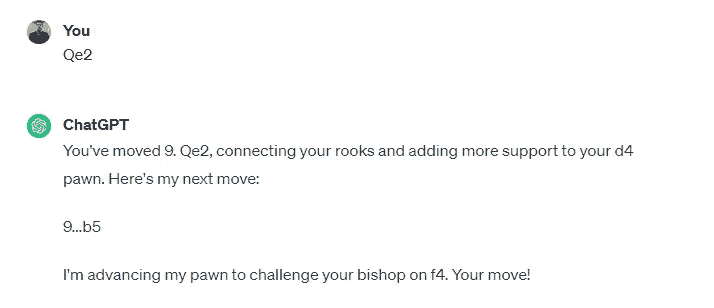 You
Qe2
ChatGPT
You've moved 9. Qe2, connecting your rooks and adding more support to your d4
pawn. Here's my next move:
9...b5
I'm advancing my pawn to challenge your bishop on f4. Your move!